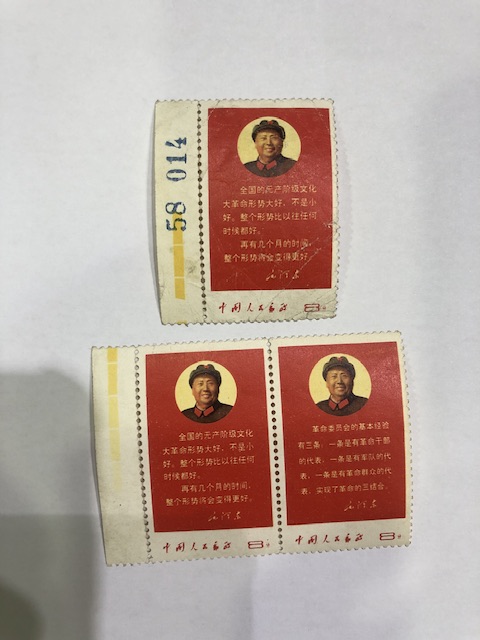 58 014
全国的无产阶级文化
大革命形势大好，不是小
好。整个形势比以往任何
时候都好。
再有几个月的时间，
整个形势将会变得更好。
毛泽东
中国人民邮政 8分
全国的无产阶级文化
大革命形势大好，不是小
好。整个形势比以往任何
时候都好。
再有几个月的时间，
整个形势将会变得更好。
毛泽东
中国人民邮政 8分
革命委员会的基本经验
有三条：一条是有革命干部
的代表，一条是有军队的代
表，一条是有革命群众的代
表，实现了革命的三结合。
毛泽东
中国人民邮政 8分